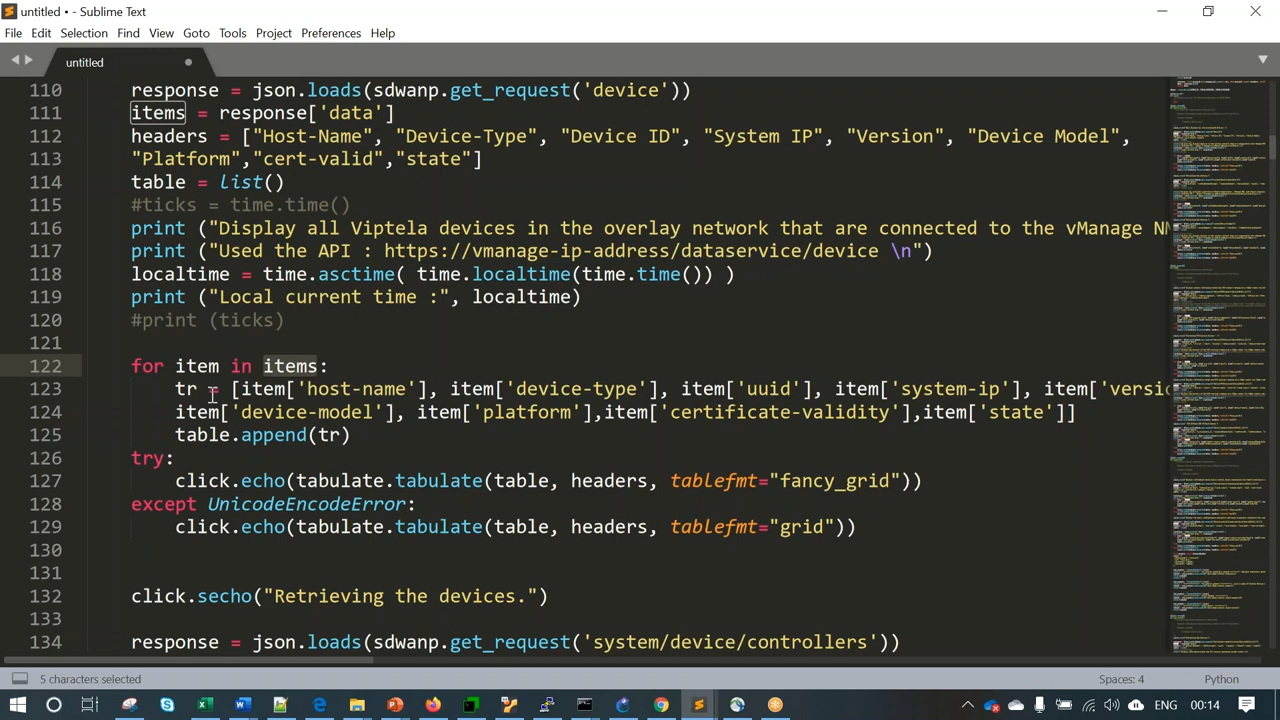 untitled • - Sublime Text
File Edit Selection Find View Goto Tools Project Preferences Help
untitled
110 response = json.loads(sdwanp.get_request('device'))
111 items = response['data']
112 headers = ["Host-Name", "Device-Type", "Device ID", "System IP", "Version", "Device Model",
113 "Platform","cert-valid","state"]
114 table = list()
115 #ticks = time.time()
116 print ("Display all Viptela devices in the overlay network that are connected to the vManage NM
117 print ("Used the API : https://vmanage-ip-address/dataservice/device \n")
118 localtime = time.asctime( time.localtime(time.time()) )
119 print ("Local current time :", localtime)
120 #print (ticks)
121
122 for item in items:
123 tr = [item['host-name'], item['device-type'], item['uuid'], item['system-ip'], item['versic
124 item['device-model'], item['platform'],item['certificate-validity'],item['state']]
125 table.append(tr)
126 try:
127 click.echo(tabulate.tabulate(table, headers, tablefmt="fancy_grid"))
128 except UnicodeEncodeError:
129 click.echo(tabulate.tabulate(table, headers, tablefmt="grid"))
130
131
132 click.secho("Retrieving the devices.")
133
134 response = json.loads(sdwanp.get_request('system/device/controllers'))
5 characters selected
Spaces: 4
Python
ENG 00:14